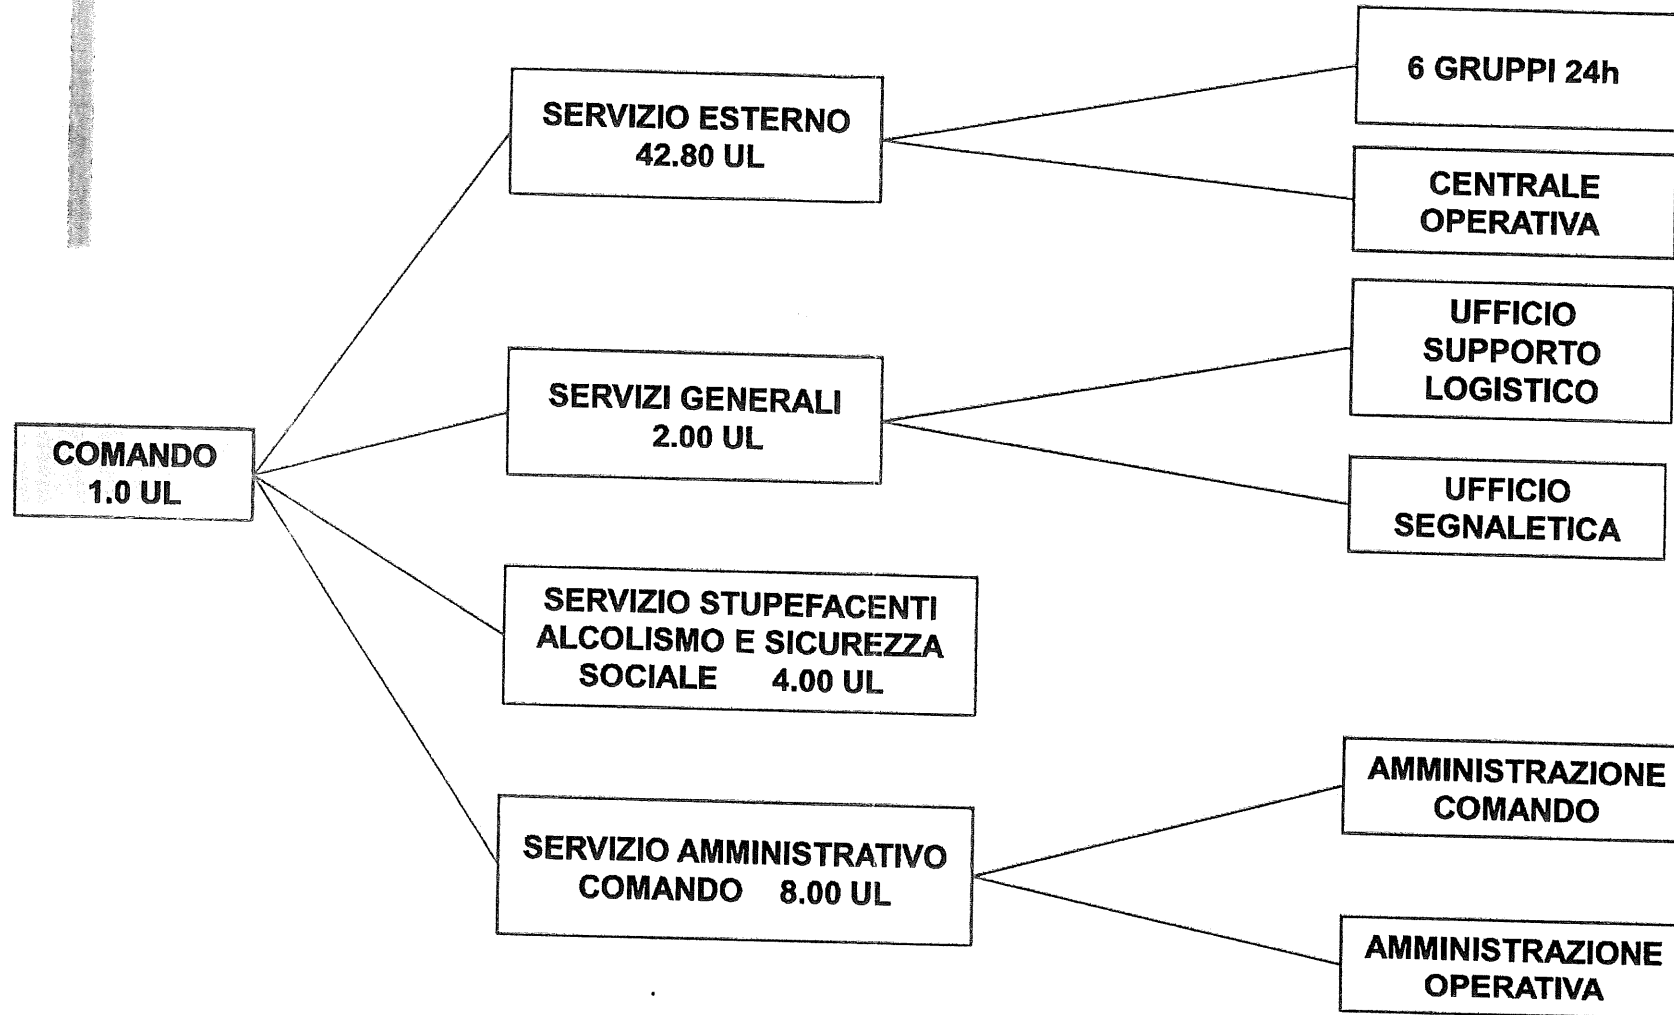 6 GRUPPI 24h
SERVIZIO ESTERNO
42.80 UL
CENTRALE
OPERATIVA
UFFICIO
SUPPORTO
LOGISTICO
SERVIZI GENERALI
2.00 UL
COMANDO
1.0 UL
UFFICIO
SEGNALETICA
SERVIZIO STUPEFACENTI
ALCOLISMO E SICUREZZA
SOCIALE 4.00 UL
AMMINISTRAZIONE
COMANDO
SERVIZIO AMMINISTRATIVO
COMANDO 8.00 UL
AMMINISTRAZIONE
OPERATIVA